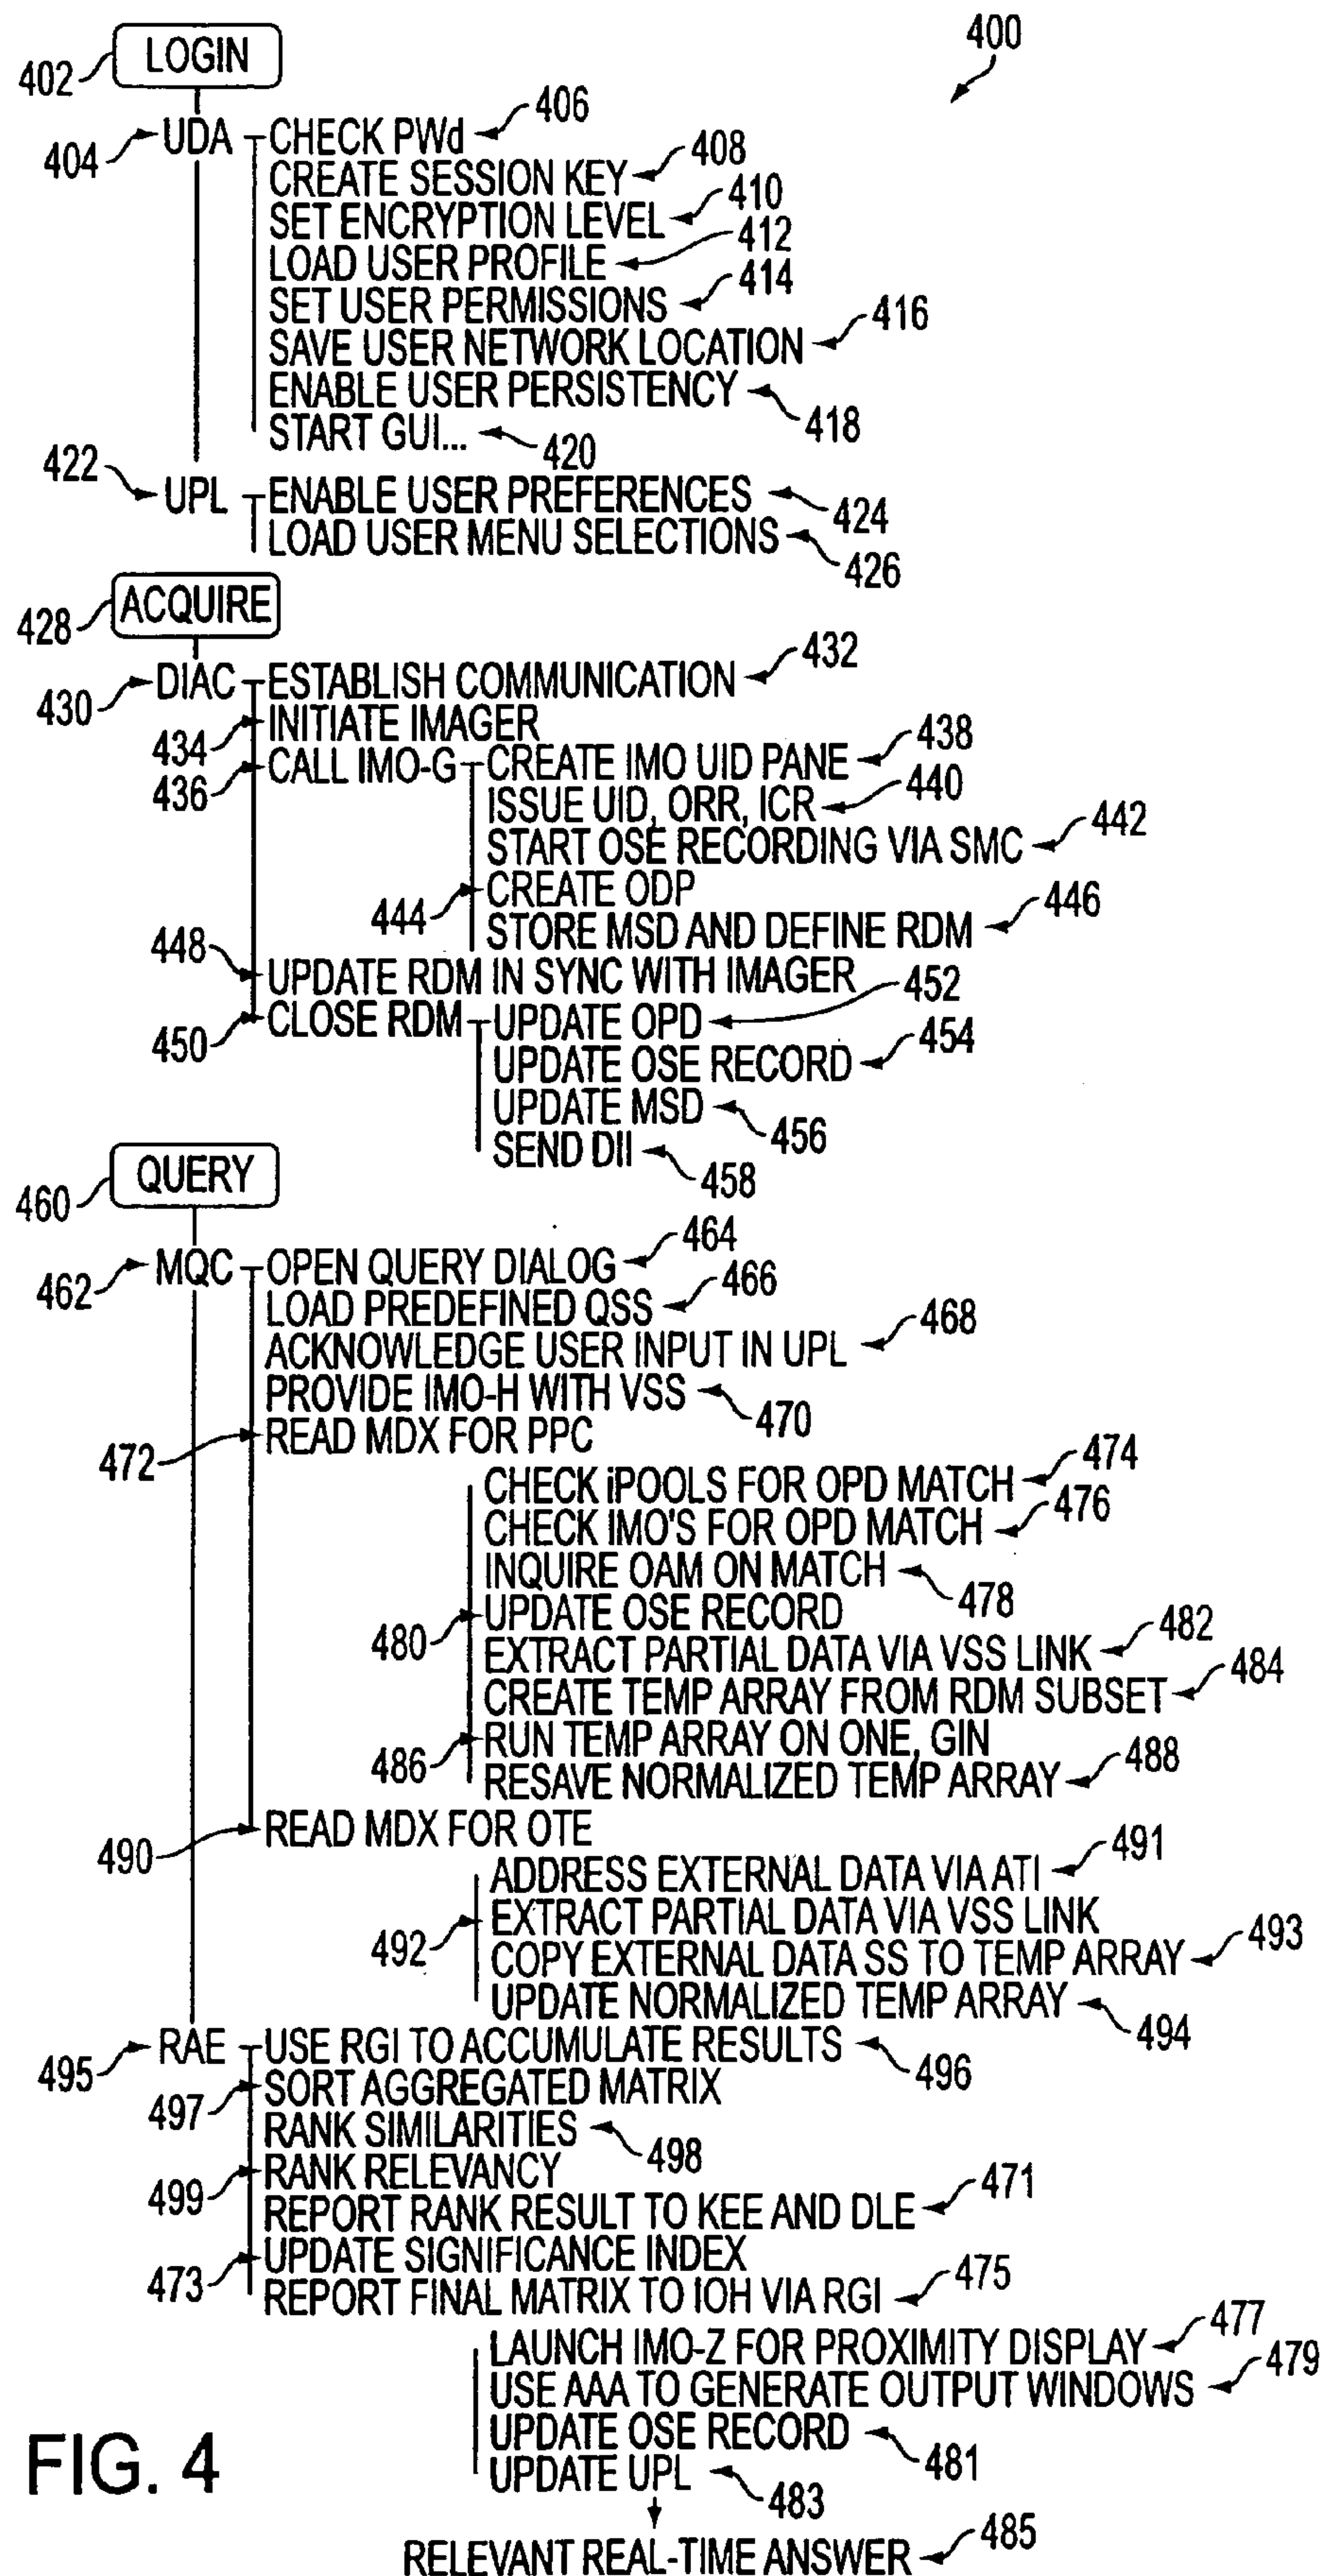 400
402 LOGIN
404 UDA CHECK PWd 406
CREATE SESSION KEY 408
SET ENCRYPTION LEVEL 410
LOAD USER PROFILE 412
SET USER PERMISSIONS 414
SAVE USER NETWORK LOCATION 416
ENABLE USER PERSISTENCY 418
START GUI... 420
422 UPL ENABLE USER PREFERENCES 424
LOAD USER MENU SELECTIONS 426
428 ACQUIRE
430 DIAC ESTABLISH COMMUNICATION 432
434 INITIATE IMAGER
436 CALL IMO-G CREATE IMO UID PANE 438
ISSUE UID, ORR, ICR 440
START OSE RECORDING VIA SMC 442
444 CREATE ODP
STORE MSD AND DEFINE RDM 446
448 UPDATE RDM IN SYNC WITH IMAGER
450 CLOSE RDM UPDATE OPD 452
UPDATE OSE RECORD 454
UPDATE MSD 456
SEND DII 458
460 QUERY
462 MQC OPEN QUERY DIALOG 464
LOAD PREDEFINED QSS 466
ACKNOWLEDGE USER INPUT IN UPL 468
PROVIDE IMO-H WITH VSS 470
472 READ MDX FOR PPC
CHECK iPOOLS FOR OPD MATCH 474
CHECK IMO'S FOR OPD MATCH 476
INQUIRE OAM ON MATCH 478
480 UPDATE OSE RECORD
EXTRACT PARTIAL DATA VIA VSS LINK 482
CREATE TEMP ARRAY FROM RDM SUBSET 484
486 RUN TEMP ARRAY ON ONE, GIN
RESAVE NORMALIZED TEMP ARRAY 488
490 READ MDX FOR OTE
ADDRESS EXTERNAL DATA VIA ATI 491
492 EXTRACT PARTIAL DATA VIA VSS LINK
COPY EXTERNAL DATA SS TO TEMP ARRAY 493
UPDATE NORMALIZED TEMP ARRAY 494
495 RAE USE RGI TO ACCUMULATE RESULTS 496
497 SORT AGGREGATED MATRIX
RANK SIMILARITIES 498
499 RANK RELEVANCY
REPORT RANK RESULT TO KEE AND DLE 471
473 UPDATE SIGNIFICANCE INDEX
REPORT FINAL MATRIX TO IOH VIA RGI 475
LAUNCH IMO-Z FOR PROXIMITY DISPLAY 477
USE AAA TO GENERATE OUTPUT WINDOWS 479
UPDATE OSE RECORD 481
UPDATE UPL 483
RELEVANT REAL-TIME ANSWER 485
FIG. 4